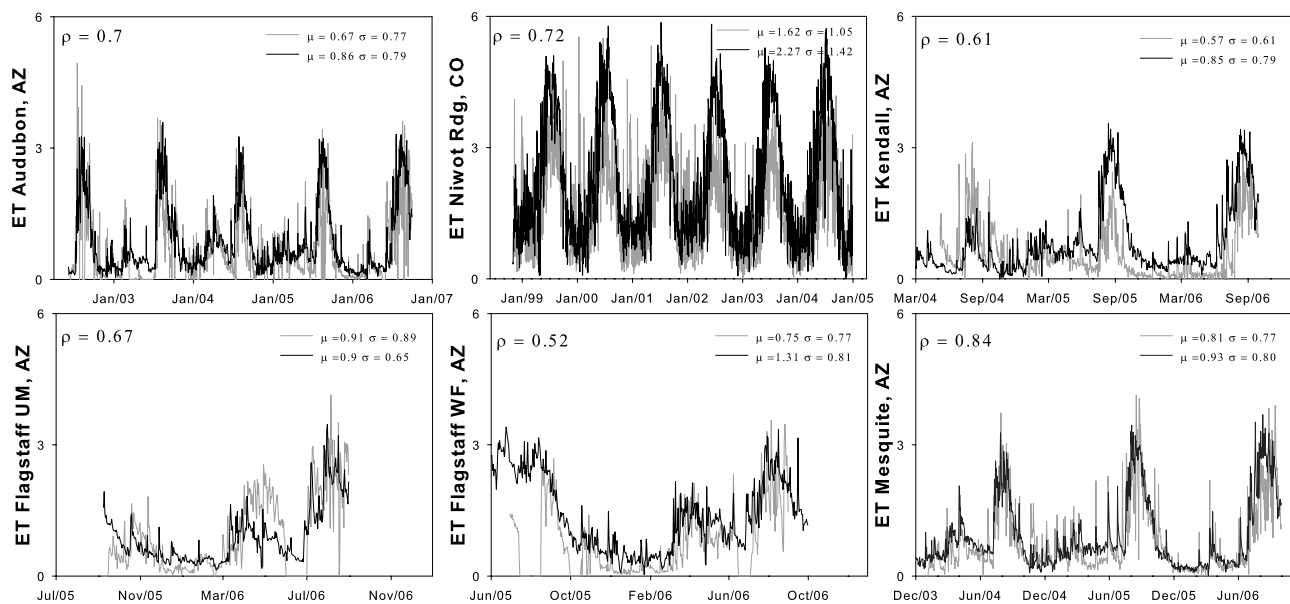 ET Audubon, AZ
6
3
0
ρ = 0.7
μ = 0.67 σ = 0.77
μ = 0.86 σ = 0.79
Jan/03 Jan/04 Jan/05 Jan/06 Jan/07
ET Niwot Rdg, CO
6
3
0
ρ = 0.72
μ =1.62 σ = 1.05
μ =2.27 σ = 1.42
Jan/99 Jan/00 Jan/01 Jan/02 Jan/03 Jan/04 Jan/05
ET Kendall, AZ
6
3
0
ρ = 0.61
μ =0.57 σ = 0.61
μ =0.85 σ = 0.79
Mar/04 Sep/04 Mar/05 Sep/05 Mar/06 Sep/06
ET Flagstaff UM, AZ
6
3
0
ρ = 0.67
μ =0.91 σ = 0.89
μ =0.9 σ = 0.65
Jul/05 Nov/05 Mar/06 Jul/06 Nov/06
ET Flagstaff WF, AZ
6
3
0
ρ = 0.52
μ =0.75 σ = 0.77
μ =1.31 σ = 0.81
Jun/05 Oct/05 Feb/06 Jun/06 Oct/06
ET Mesquite, AZ
6
3
0
ρ = 0.84
μ =0.81 σ = 0.77
μ =0.93 σ = 0.80
Dec/03 Jun/04 Dec/04 Jun/05 Dec/05 Jun/06